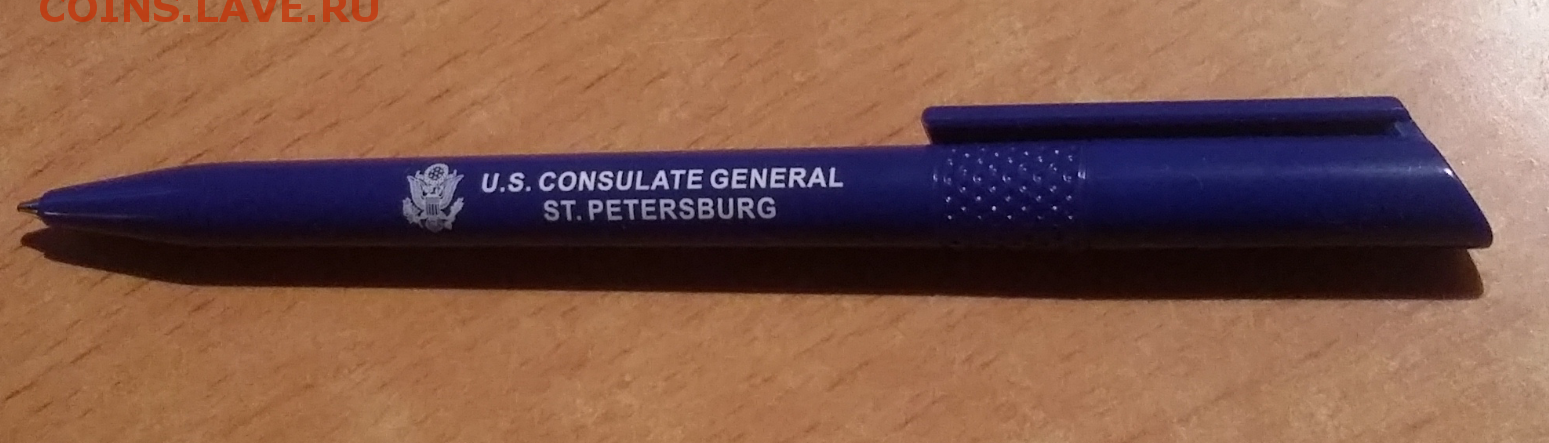 COINS.LAVE.RU
U.S. CONSULATE GENERAL
ST. PETERSBURG